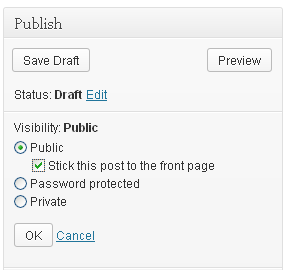 Publish
Save Draft Preview
Status: Draft Edit
Visibility: Public
Public
Stick this post to the front page
Password protected
Private
OK Cancel